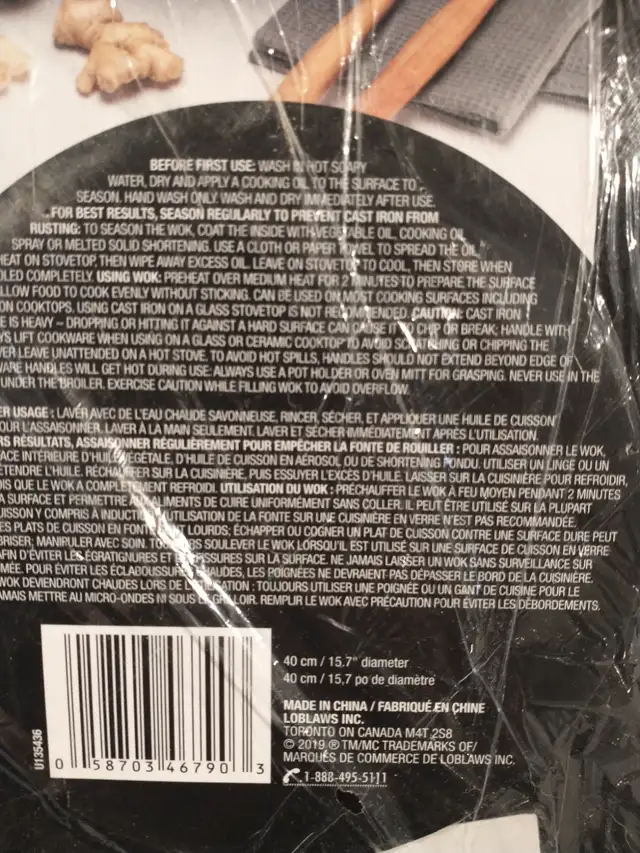 BEFORE FIRST USE: WASH IN HOT SOAPY
WATER, DRY AND APPLY A COOKING OIL TO THE SURFACE TO
SEASON. HAND WASH ONLY. WASH AND DRY IMMEDIATELY AFTER USE.
FOR BEST RESULTS, SEASON REGULARLY TO PREVENT CAST IRON FROM
RUSTING: TO SEASON THE WOK, COAT THE INSIDE WITH VEGETABLE OIL, COOKING OIL
SPRAY OR MELTED SOLID SHORTENING. USE A CLOTH OR PAPER TOWEL TO SPREAD THE OIL.
HEAT ON STOVETOP, THEN WIPE AWAY EXCESS OIL. LEAVE ON STOVETOP TO COOL, THEN STORE WHEN
OLED COMPLETELY. USING WOK: PREHEAT OVER MEDIUM HEAT FOR 2 MINUTES TO PREPARE THE SURFACE
LLOW FOOD TO COOK EVENLY WITHOUT STICKING. CAN BE USED ON MOST COOKING SURFACES INCLUDING
ON COOKTOPS. USING CAST IRON ON A GLASS STOVETOP IS NOT RECOMMENDED. CAUTION: CAST IRON
E IS HEAVY – DROPPING OR HITTING IT AGAINST A HARD SURFACE CAN CAUSE IT TO CHIP OR BREAK; HANDLE WITH
YS LIFT COOKWARE WHEN USING ON A GLASS OR CERAMIC COOKTOP TO AVOID SCRATCHING OR CHIPPING THE
VER LEAVE UNATTENDED ON A HOT STOVE. TO AVOID HOT SPILLS, HANDLES SHOULD NOT EXTEND BEYOND EDGE OF
WARE HANDLES WILL GET HOT DURING USE: ALWAYS USE A POT HOLDER OR OVEN MITT FOR GRASPING. NEVER USE IN THE
UNDER THE BROILER. EXERCISE CAUTION WHILE FILLING WOK TO AVOID OVERFLOW.
ER USAGE : LAVER AVEC DE L'EAU CHAUDE SAVONNEUSE, RINCER, SÉCHER, ET APPLIQUER UNE HUILE DE CUISSON
OUR L'ASSAISONNER. LAVER À LA MAIN SEULEMENT. LAVER ET SÉCHER IMMÉDIATEMENT APRÈS L'UTILISATION.
RS RÉSULTATS, ASSAISONNER RÉGULIÈREMENT POUR EMPÊCHER LA FONTE DE ROUILLER : POUR ASSAISONNER LE WOK,
ACE INTÉRIEURE D'HUILE VÉGÉTALE, D'HUILE DE CUISSON EN AÉROSOL OU DE SHORTENING FONDU. UTILISER UN LINGE OU UN
ÉTENDRE L'HUILE. RÉCHAUFFER SUR LA CUISINIÈRE, PUIS ESSUYER L'EXCÈS D'HUILE. LAISSER SUR LA CUISINIÈRE POUR REFROIDIR,
OIS QUE LE WOK A COMPLÈTEMENT REFROIDI. UTILISATION DU WOK : PRÉCHAUFFER LE WOK À FEU MOYEN PENDANT 2 MINUTES
A SURFACE ET PERMETTRE AUX ALIMENTS DE CUIRE UNIFORMÉMENT SANS COLLER. IL PEUT ÊTRE UTILISÉ SUR LA PLUPART
UISSON Y COMPRIS À INDUCTION. L'UTILISATION DE LA FONTE SUR UNE CUISINIÈRE EN VERRE N'EST PAS RECOMMANDÉE.
ES PLATS DE CUISSON EN FONTE LOURDS; ÉCHAPPER OU COGNER UN PLAT DE CUISSON CONTRE UNE SURFACE DURE PEUT
BRISER; MANIPULER AVEC SOIN. TOUJOURS SOULEVER LE WOK LORSQU'IL EST UTILISÉ SUR UNE SURFACE DE CUISSON EN VERRE
AFIN D'ÉVITER LES ÉGRATIGNURES ET SUR LA SURFACE. NE JAMAIS LAISSER UN WOK SANS SURVEILLANCE SUR
MÉE. POUR ÉVITER LES ÉCLABOUSSURES CHAUDES, LES POIGNÉES NE DEVRAIENT PAS DÉPASSER LE BORD DE LA CUISINIÈRE.
WOK DEVIENDRONT CHAUDES LORS DE L'UTILISATION : TOUJOURS UTILISER UNE POIGNÉE OU UN GANT DE CUISINE POUR LE
AMAIS METTRE AU MICRO-ONDES NI SOUS LE GRILLOIR. REMPLIR LE WOK AVEC PRÉCAUTION POUR ÉVITER LES DÉBORDEMENTS.
U135436
0 58703 46790 3
40 cm / 15.7" diameter
40 cm / 15,7 po de diamètre
MADE IN CHINA / FABRIQUÉ EN CHINE
LOBLAWS INC.
TORONTO ON CANADA M4T 2S8
© 2019 ® TM/MC TRADEMARKS OF/
MARQUES DE COMMERCE DE LOBLAWS INC.
1-888-495-5111